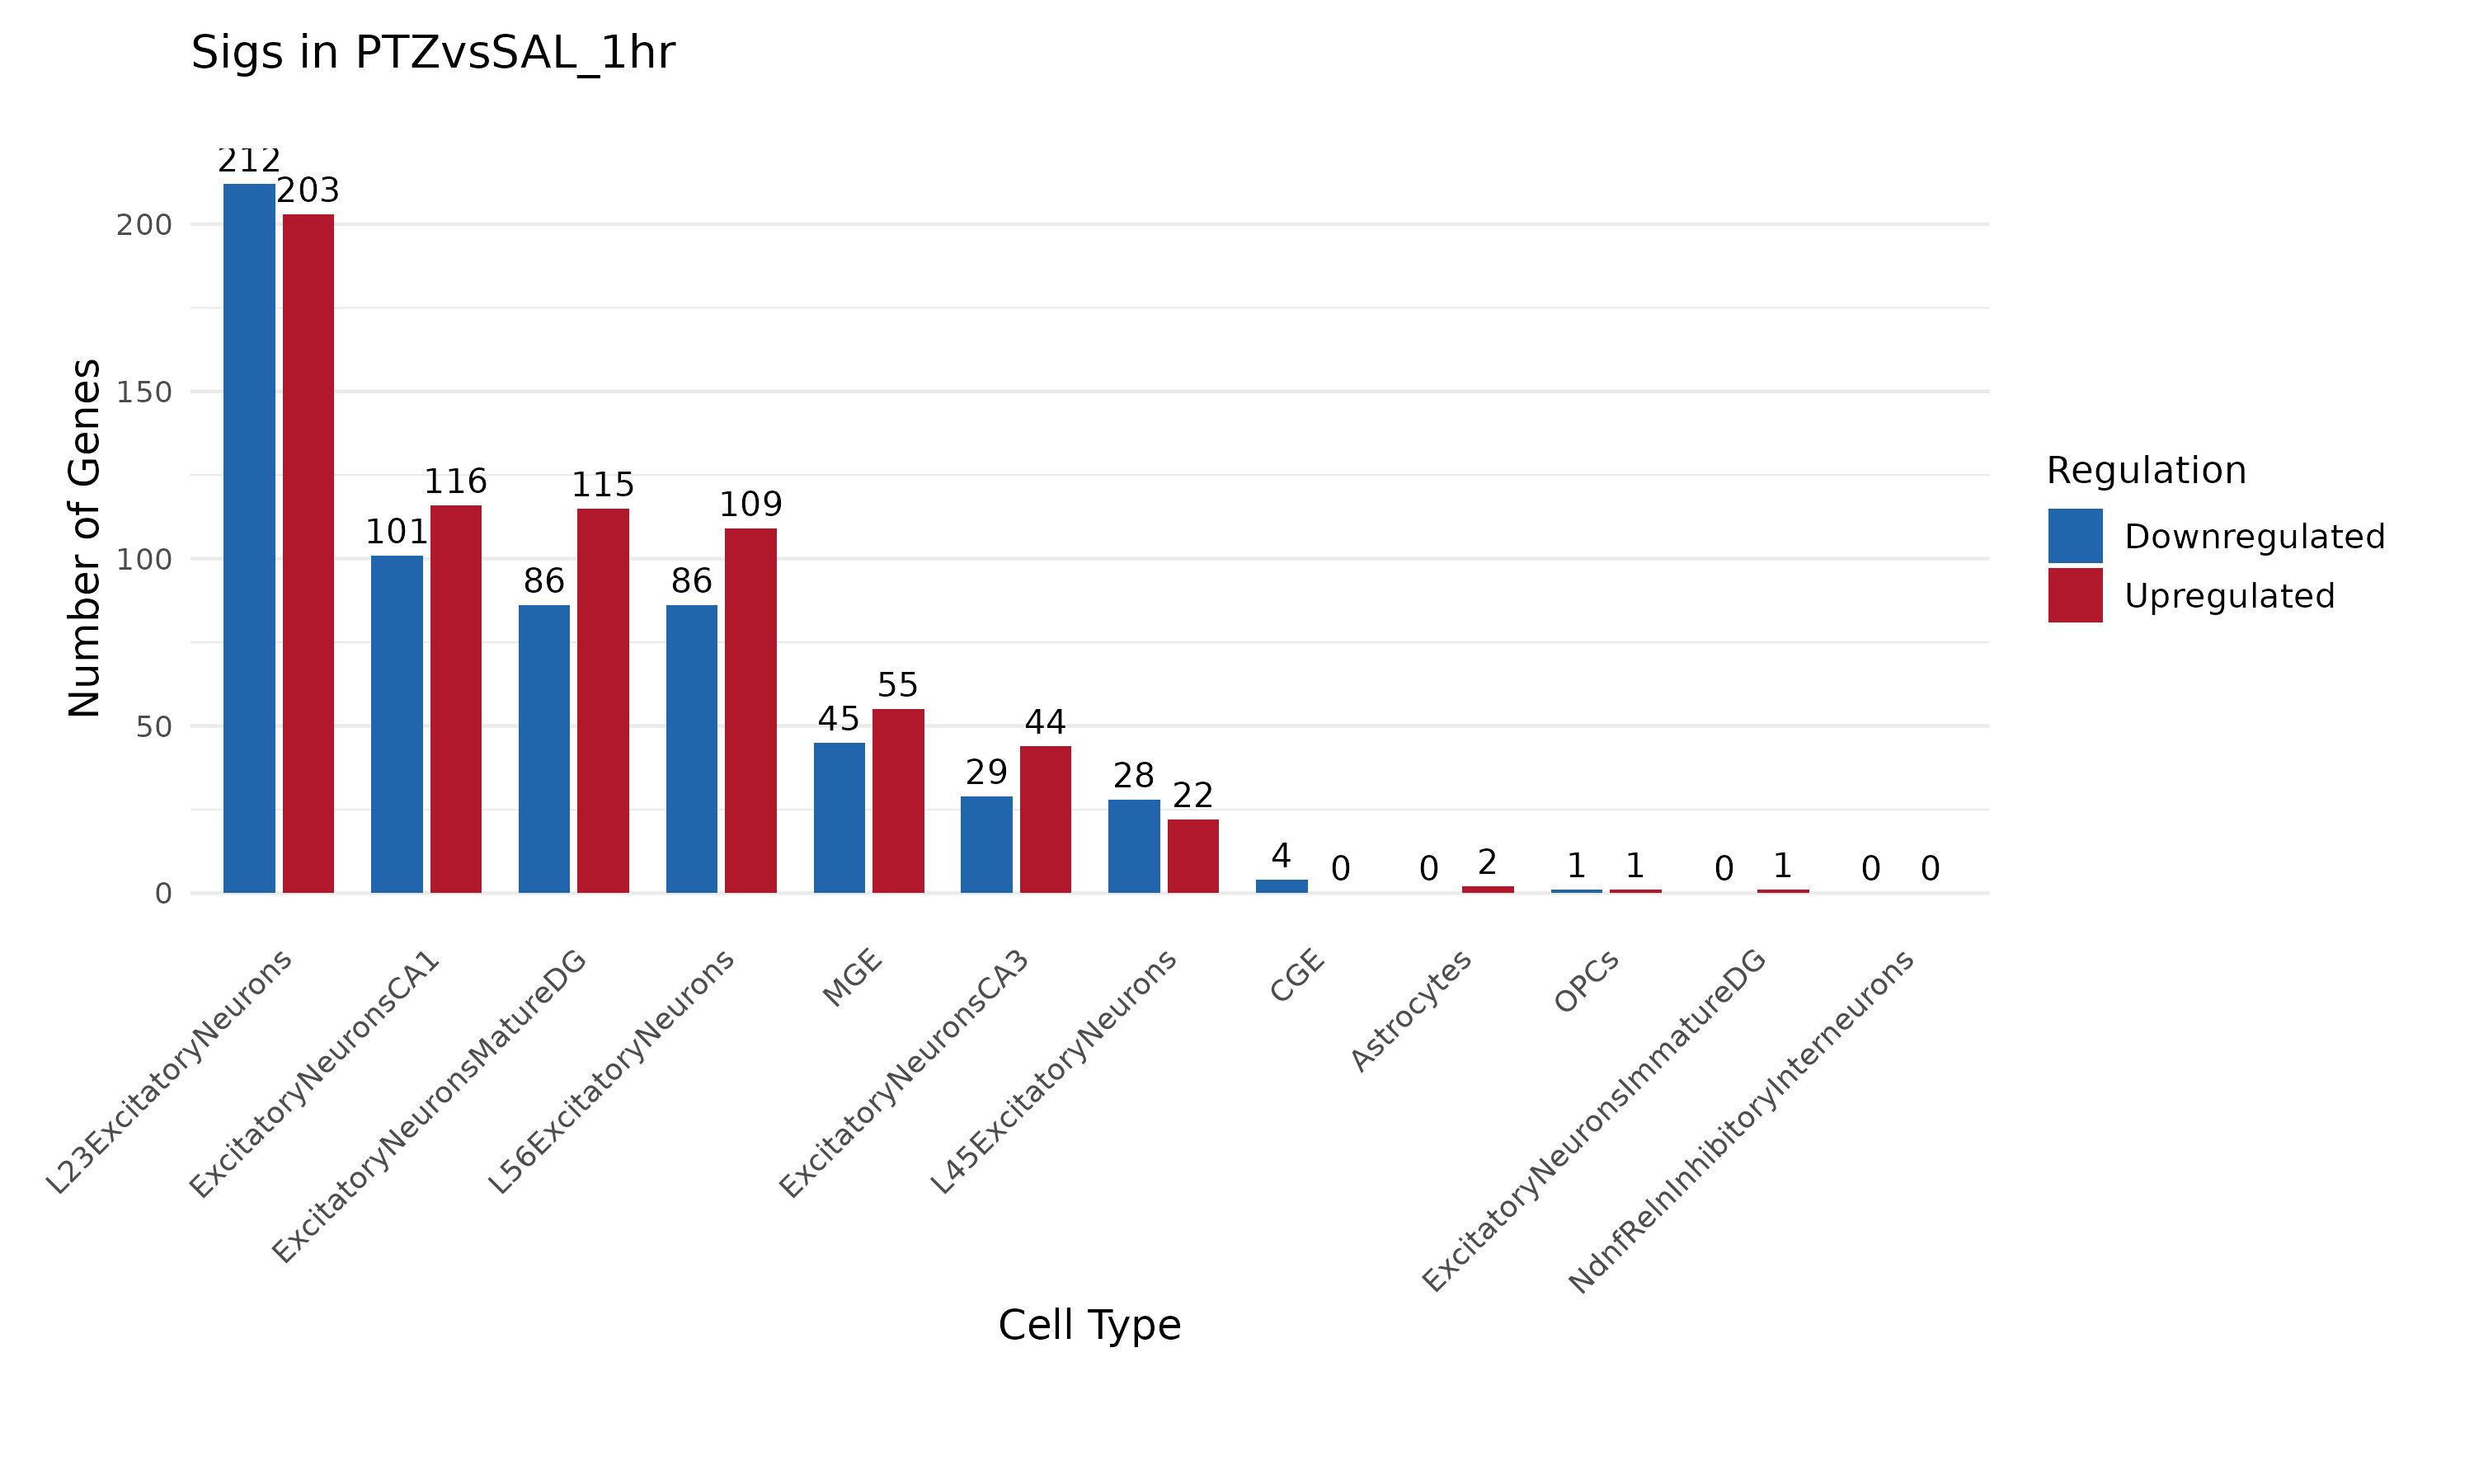 Sigs in PTZvsSAL_1hr
Number of Genes
200
150
100
50
0
212
203
101
116
86
115
86
109
45
55
29
44
28
22
4
0
0
2
1
1
0
1
0
0
L23ExcitatoryNeurons
ExcitatoryNeuronsCA1
ExcitatoryNeuronsMatureDG
L56ExcitatoryNeurons
MGE
ExcitatoryNeuronsCA3
L45ExcitatoryNeurons
CGE
Astrocytes
OPCs
ExcitatoryNeuronsImmatureDG
NdnfRelnInhibitoryInterneurons
Cell Type
Regulation
Downregulated
Upregulated